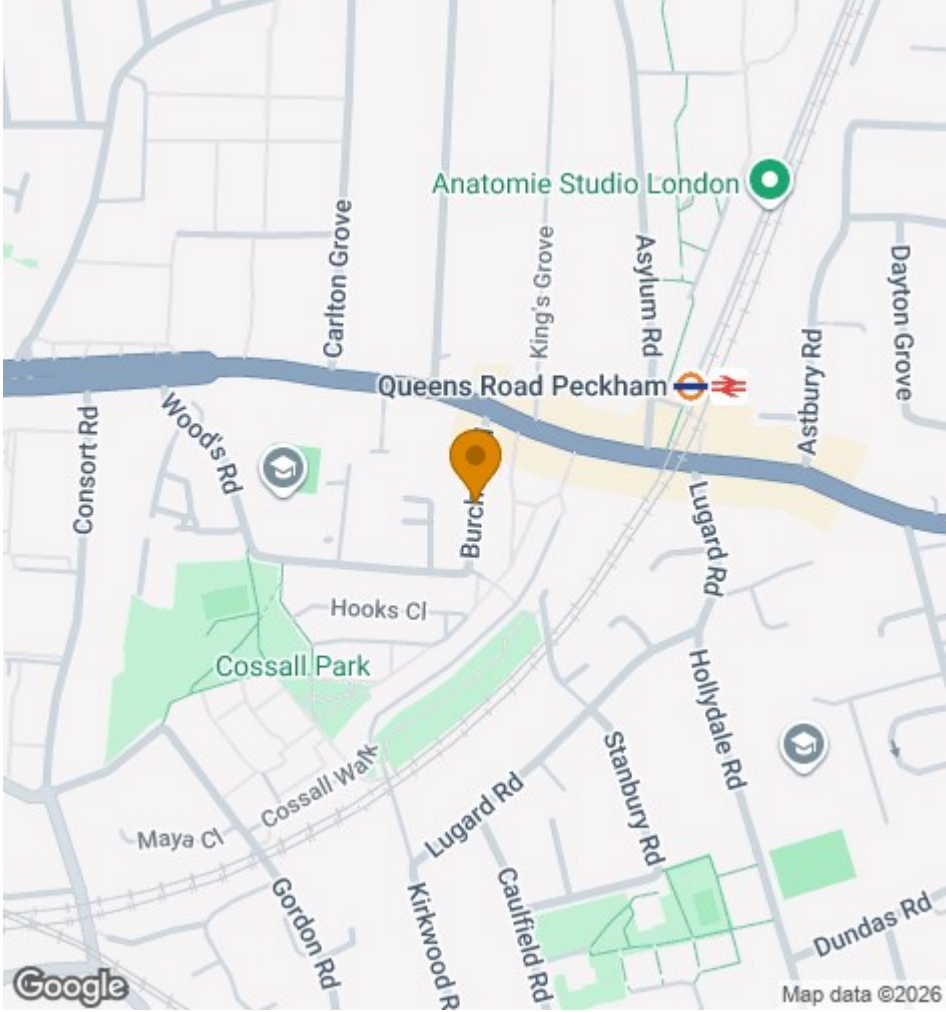 Anatomie Studio London
Carlton Grove
King's Grove
Asylum Rd
Dayton Grove
Astbury Rd
Queens Road Peckham
Consort Rd
Wood's Rd
Lugard Rd
Hooks Cl
Cossall Park
Hollydale Rd
Stanbury Rd
Cossall Walk
Lugard Rd
Maya Cl
Gordon Rd
Kirkwood R
Caulfield Rd
Dundas Rd
Google
Map data ©2026